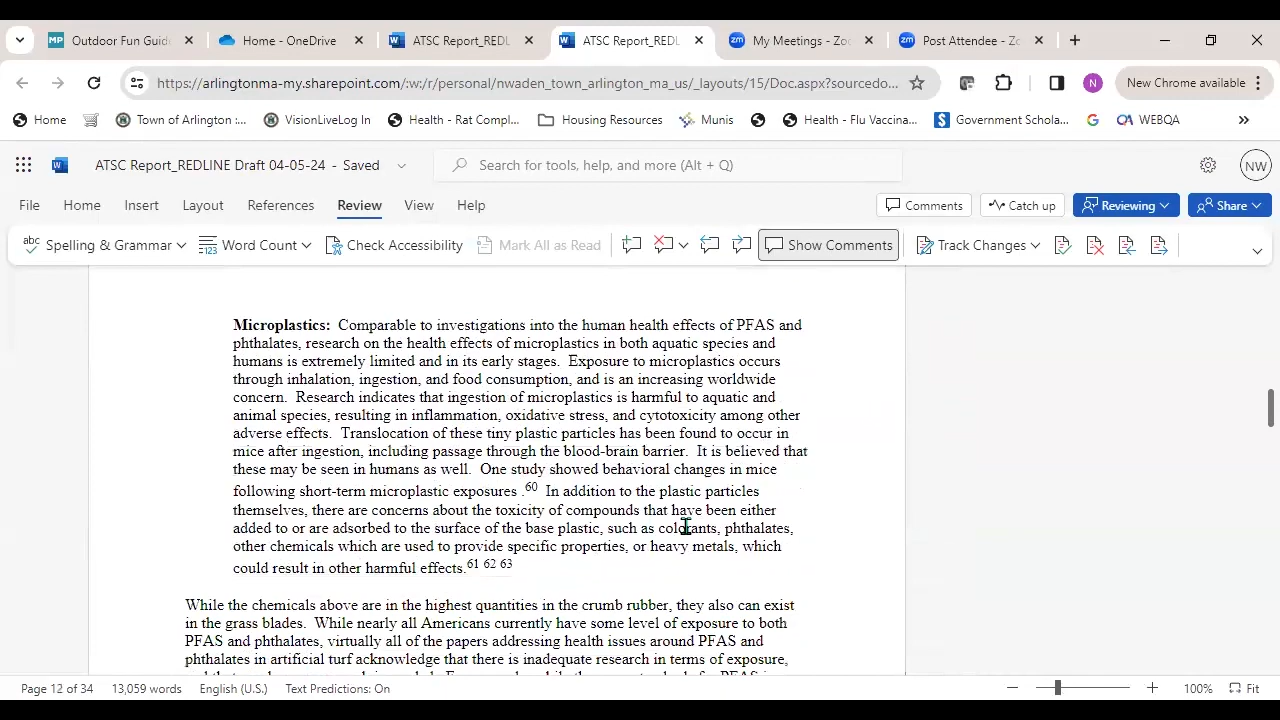 Outdoor Fun Guid
Home - OneDrive
ATSC Report_REDL
ATSC Report_REDL
My Meetings - Zoo
Post Attendee - Zo
https://arlingtonma-my.sharepoint.com/:w:/r/personal/nwaden_town_arlington_ma_us/_layouts/15/Doc.aspx?sourcedo...
N
New Chrome available
Home
Town of Arlington :...
VisionLiveLog In
Health - Rat Compl...
Housing Resources
Munis
Health - Flu Vaccina...
Government Schola...
WEBQA
ATSC Report_REDLINE Draft 04-05-24 - Saved
Search for tools, help, and more (Alt + Q)
NW
File Home Insert Layout References Review View Help
Comments Catch up Reviewing Share
Spelling & Grammar Word Count Check Accessibility Mark All as Read Show Comments Track Changes
Microplastics: Comparable to investigations into the human health effects of PFAS and
phthalates, research on the health effects of microplastics in both aquatic species and
humans is extremely limited and in its early stages. Exposure to microplastics occurs
through inhalation, ingestion, and food consumption, and is an increasing worldwide
concern. Research indicates that ingestion of microplastics is harmful to aquatic and
animal species, resulting in inflammation, oxidative stress, and cytotoxicity among other
adverse effects. Translocation of these tiny plastic particles has been found to occur in
mice after ingestion, including passage through the blood-brain barrier. It is believed that
these may be seen in humans as well. One study showed behavioral changes in mice
following short-term microplastic exposures .60 In addition to the plastic particles
themselves, there are concerns about the toxicity of compounds that have been either
added to or are adsorbed to the surface of the base plastic, such as colorants, phthalates,
other chemicals which are used to provide specific properties, or heavy metals, which
could result in other harmful effects.61 62 63
While the chemicals above are in the highest quantities in the crumb rubber, they also can exist
in the grass blades. While nearly all Americans currently have some level of exposure to both
PFAS and phthalates, virtually all of the papers addressing health issues around PFAS and
phthalates in artificial turf acknowledge that there is inadequate research in terms of exposure,
Page 12 of 34 13,059 words English (U.S.) Text Predictions: On 100% Fit